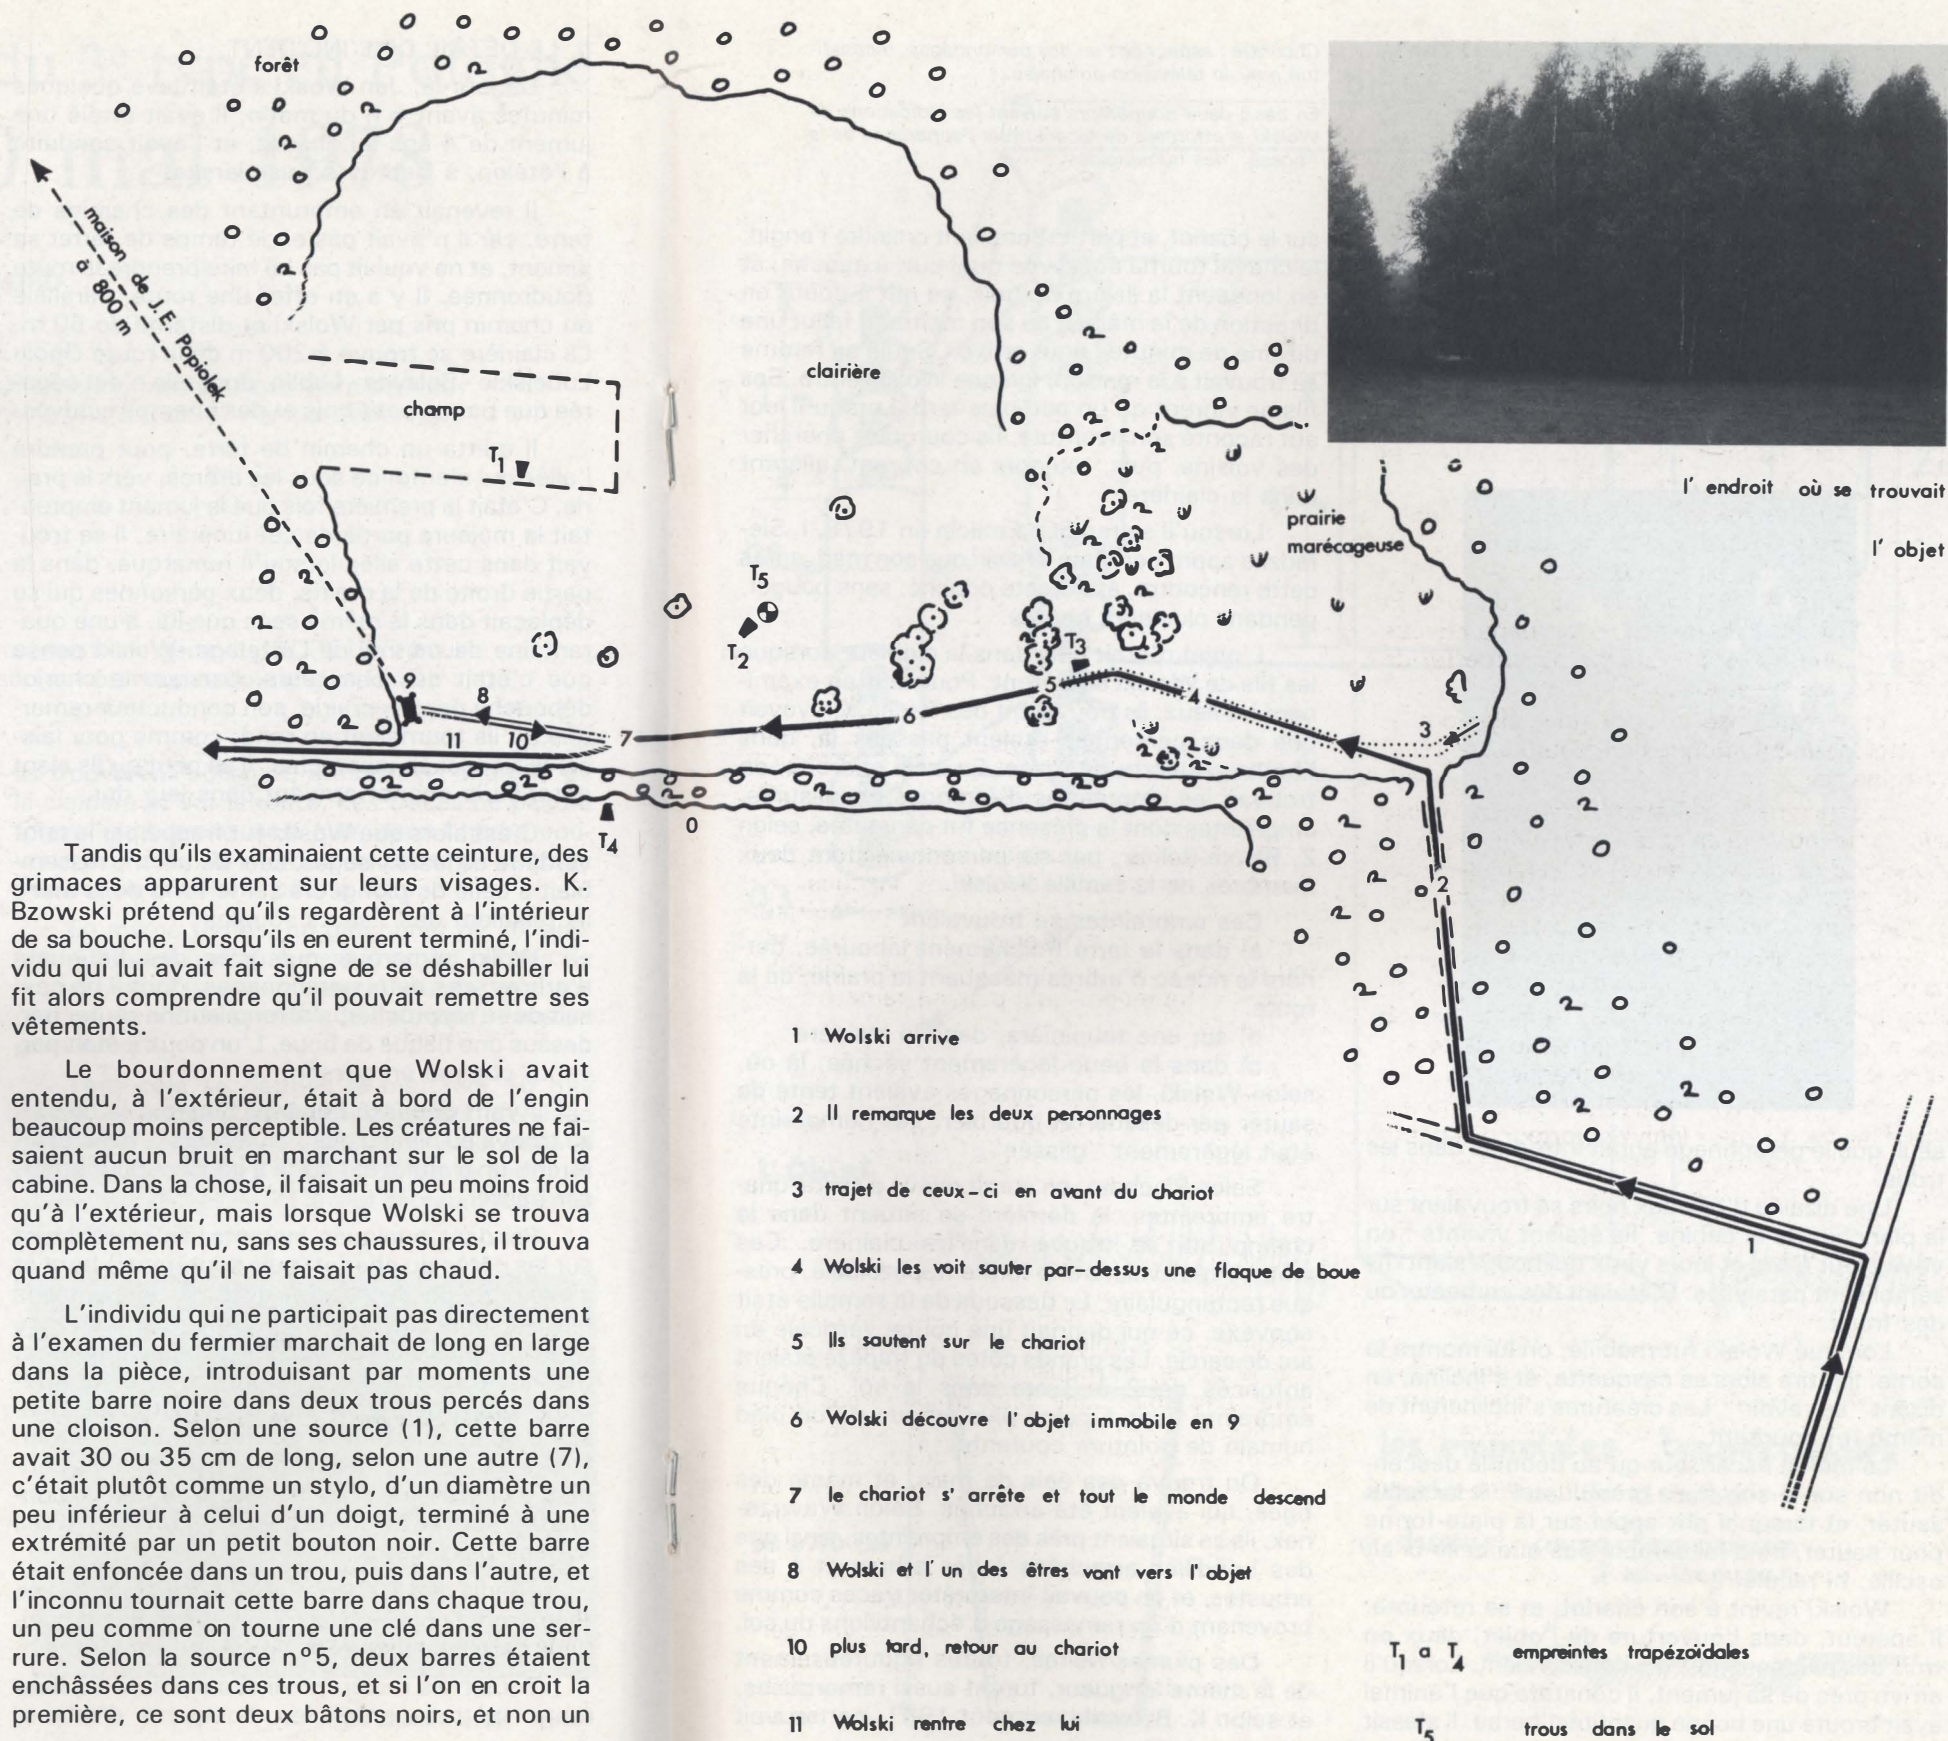 forêt
maison de J.E. Popiolek
à 800 m
champ
T1
clairière
prairie
marécageuse
l' endroit où se trouvait
l' objet
T5
T2
T3
9
8
11
10
7
6
5
4
3
T4
2
1
Tandis qu'ils examinaient cette ceinture, des
grimaces apparurent sur leurs visages. K.
Bzowski prétend qu'ils regardèrent à l'intérieur
de sa bouche. Lorsqu'ils en eurent terminé, l'indi-
vidu qui lui avait fait signe de se déshabiller lui
fit alors comprendre qu'il pouvait remettre ses
vêtements.
Le bourdonnement que Wolski avait
entendu, à l'extérieur, était à bord de l'engin
beaucoup moins perceptible. Les créatures ne fai-
saient aucun bruit en marchant sur le sol de la
cabine. Dans la chose, il faisait un peu moins froid
qu'à l'extérieur, mais lorsque Wolski se trouva
complètement nu, sans ses chaussures, il trouva
quand même qu'il ne faisait pas chaud.
L'individu qui ne participait pas directement
à l'examen du fermier marchait de long en large
dans la pièce, introduisant par moments une
petite barre noire dans deux trous percés dans
une cloison. Selon une source (1), cette barre
avait 30 ou 35 cm de long, selon une autre (7),
c'était plutôt comme un stylo, d'un diamètre un
peu inférieur à celui d'un doigt, terminé à une
extrémité par un petit bouton noir. Cette barre
était enfoncée dans un trou, puis dans l'autre, et
l'inconnu tournait cette barre dans chaque trou,
un peu comme on tourne une clé dans une ser-
rure. Selon la source n°5, deux barres étaient
enchâssées dans ces trous, et si l'on en croit la
première, ce sont deux bâtons noirs, et non un
1 Wolski arrive
2 Il remarque les deux personnages
3 trajet de ceux-ci en avant du chariot
4 Wolski les voit sauter par-dessus une flaque de boue
5 Ils sautent sur le chariot
6 Wolski découvre l'objet immobile en 9
7 le chariot s' arrête et tout le monde descend
8 Wolski et l'un des êtres vont vers l'objet
10 plus tard, retour au chariot
11 Wolski rentre chez lui
T1 a T4 empreintes trapézoïdales
T5 trous dans le sol